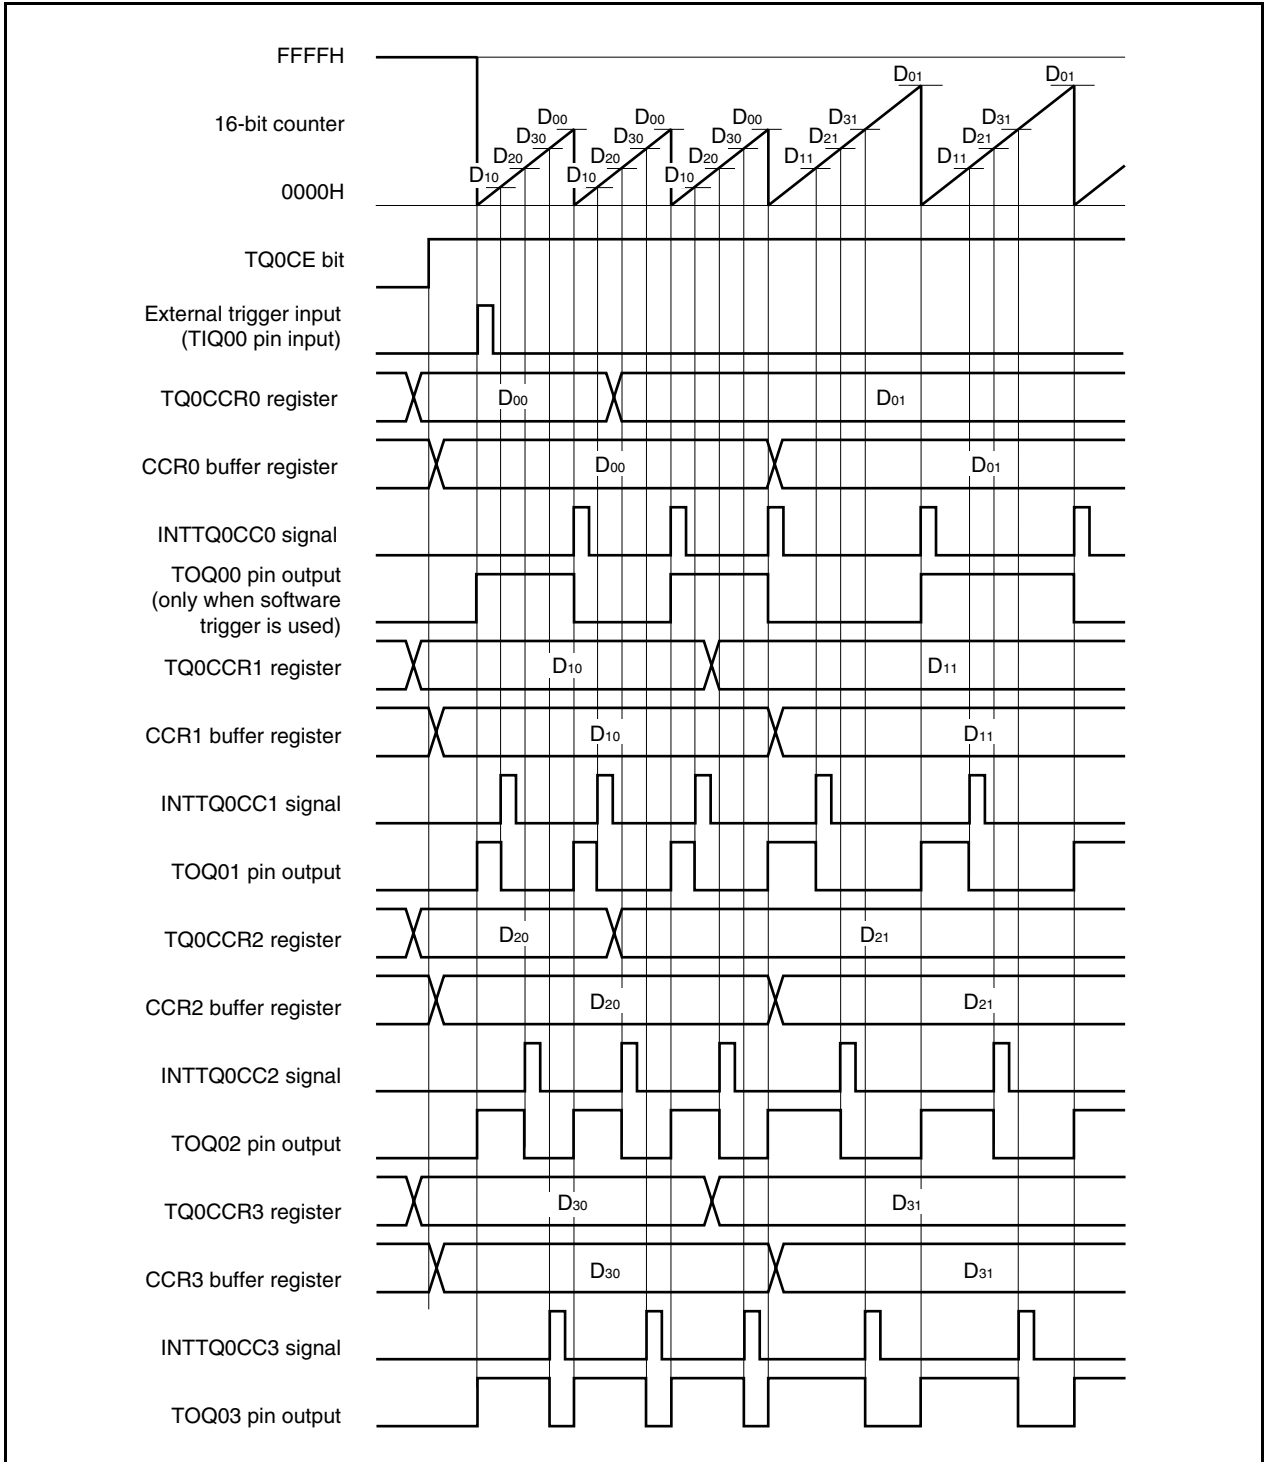 FFFFH
D01 D01
16-bit counter
D00 D00 D00 D31 D31
D30 D30 D30 D21 D21
D20 D20 D20 D11 D11
D10 D10 D10
0000H
TQ0CE bit
External trigger input
(TIQ00 pin input)
TQ0CCR0 register D00 D01
CCR0 buffer register D00 D01
INTTQ0CC0 signal
TOQ00 pin output
(only when software
trigger is used)
TQ0CCR1 register D10 D11
CCR1 buffer register D10 D11
INTTQ0CC1 signal
TOQ01 pin output
TQ0CCR2 register D20 D21
CCR2 buffer register D20 D21
INTTQ0CC2 signal
TOQ02 pin output
TQ0CCR3 register D30 D31
CCR3 buffer register D30 D31
INTTQ0CC3 signal
TOQ03 pin output